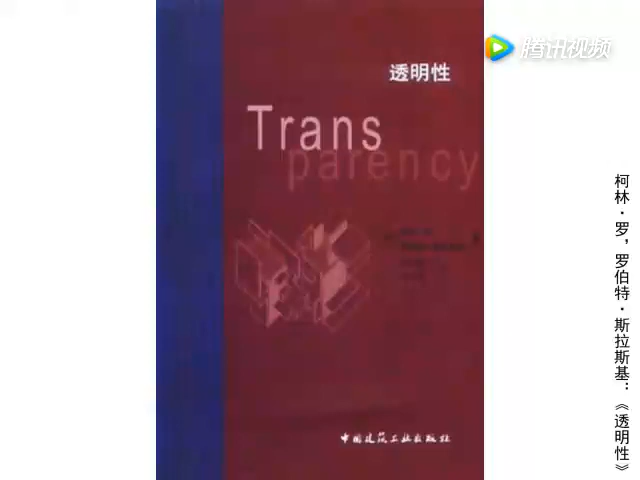 腾讯视频
透明性
Trans
parency
中国建筑工业出版社
柯林·罗,罗伯特·斯拉斯基:《透明性》